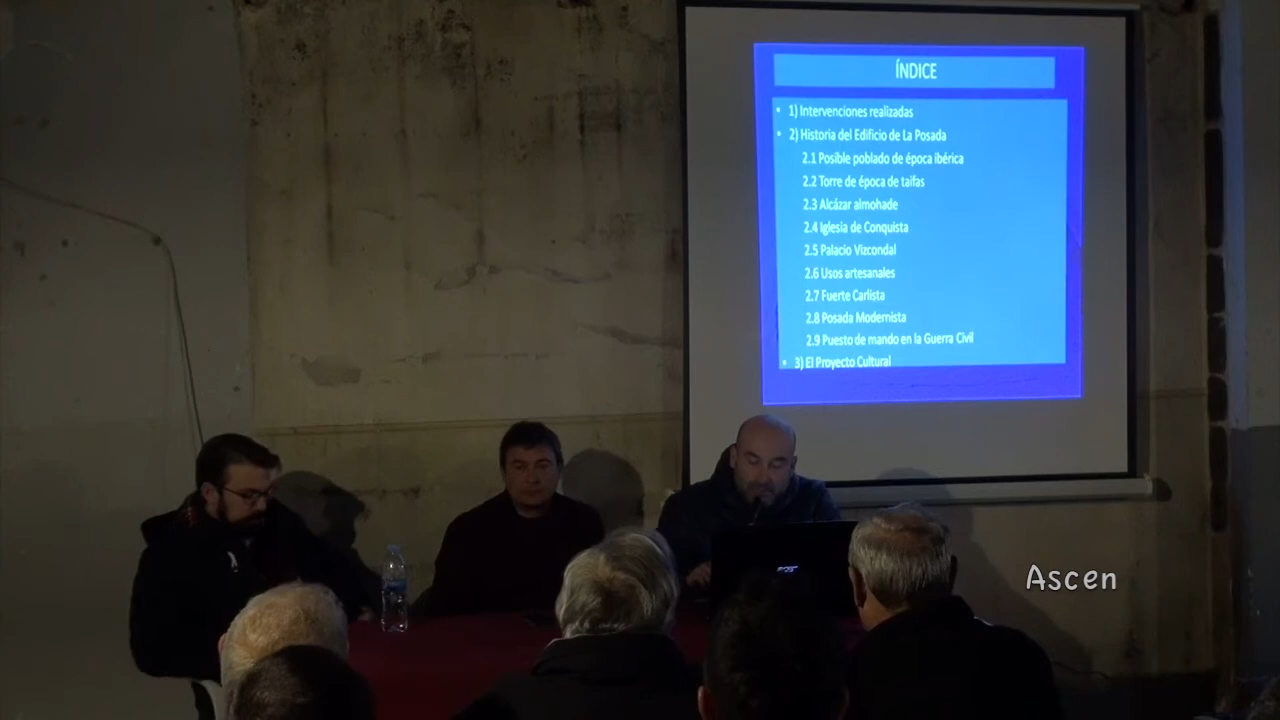 ÍNDICE
• 1) Intervenciones realizadas
• 2) Historia del Edificio de La Posada
2.1 Posible poblado de época ibérica
2.2 Torre de época de taifas
2.3 Alcázar almohade
2.4 Iglesia de Conquista
2.5 Palacio Vizcondal
2.6 Usos artesanales
2.7 Fuerte Carlista
2.8 Posada Modernista
2.9 Puesto de mando en la Guerra Civil
• 3) El Proyecto Cultural
Ascen